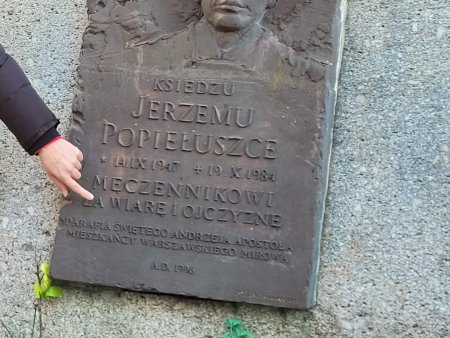 KSIĘDZU
JERZEMU
POPIEŁUSZCE
* 14.IX.1947 + 19.X.1984
MĘCZENNIKOWI
ZA WIARĘ I OJCZYZNĘ
PARAFIA ŚWIĘTEGO ANDRZEJA APOSTOŁA
MIESZKAŃCY WARSZAWSKIEGO MIROWA
A.D. 1996